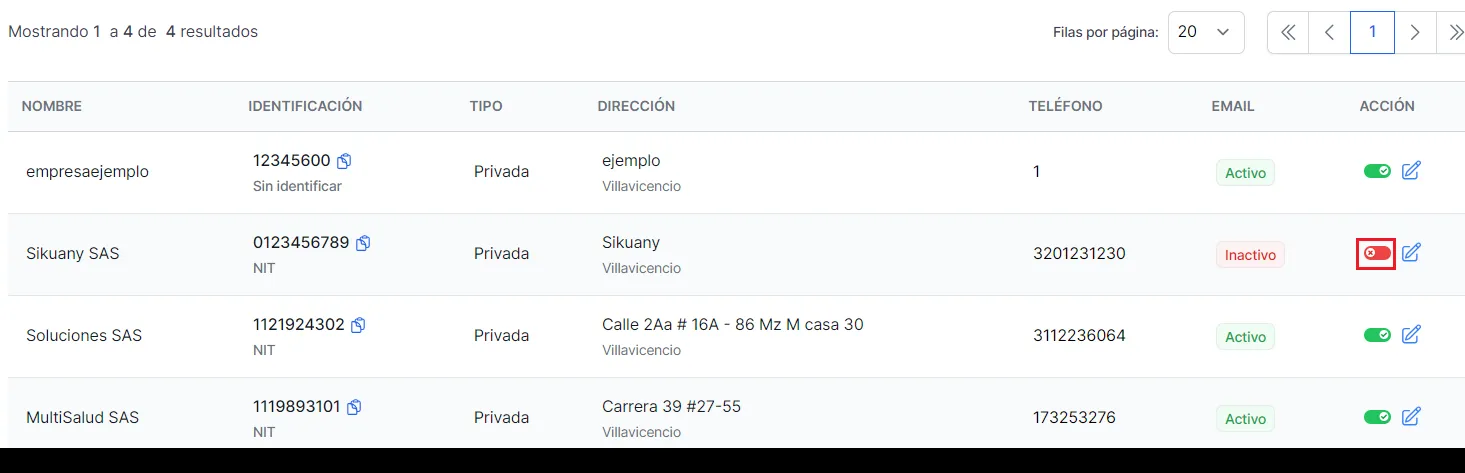 Mostrando 1 a 4 de 4 resultados
Filas por página: 20 1
NOMBRE IDENTIFICACIÓN TIPO DIRECCIÓN TELÉFONO EMAIL ACCIÓN
empresaejemplo 12345600 Privada ejemplo 1 Activo
Sin identificar Villavicencio
Sikuany SAS 0123456789 Privada Sikuany 3201231230 Inactivo
NIT Villavicencio
Soluciones SAS 1121924302 Privada Calle 2Aa # 16A - 86 Mz M casa 30 3112236064 Activo
NIT Villavicencio
MultiSalud SAS 1119893101 Privada Carrera 39 #27-55 173253276 Activo
NIT Villavicencio